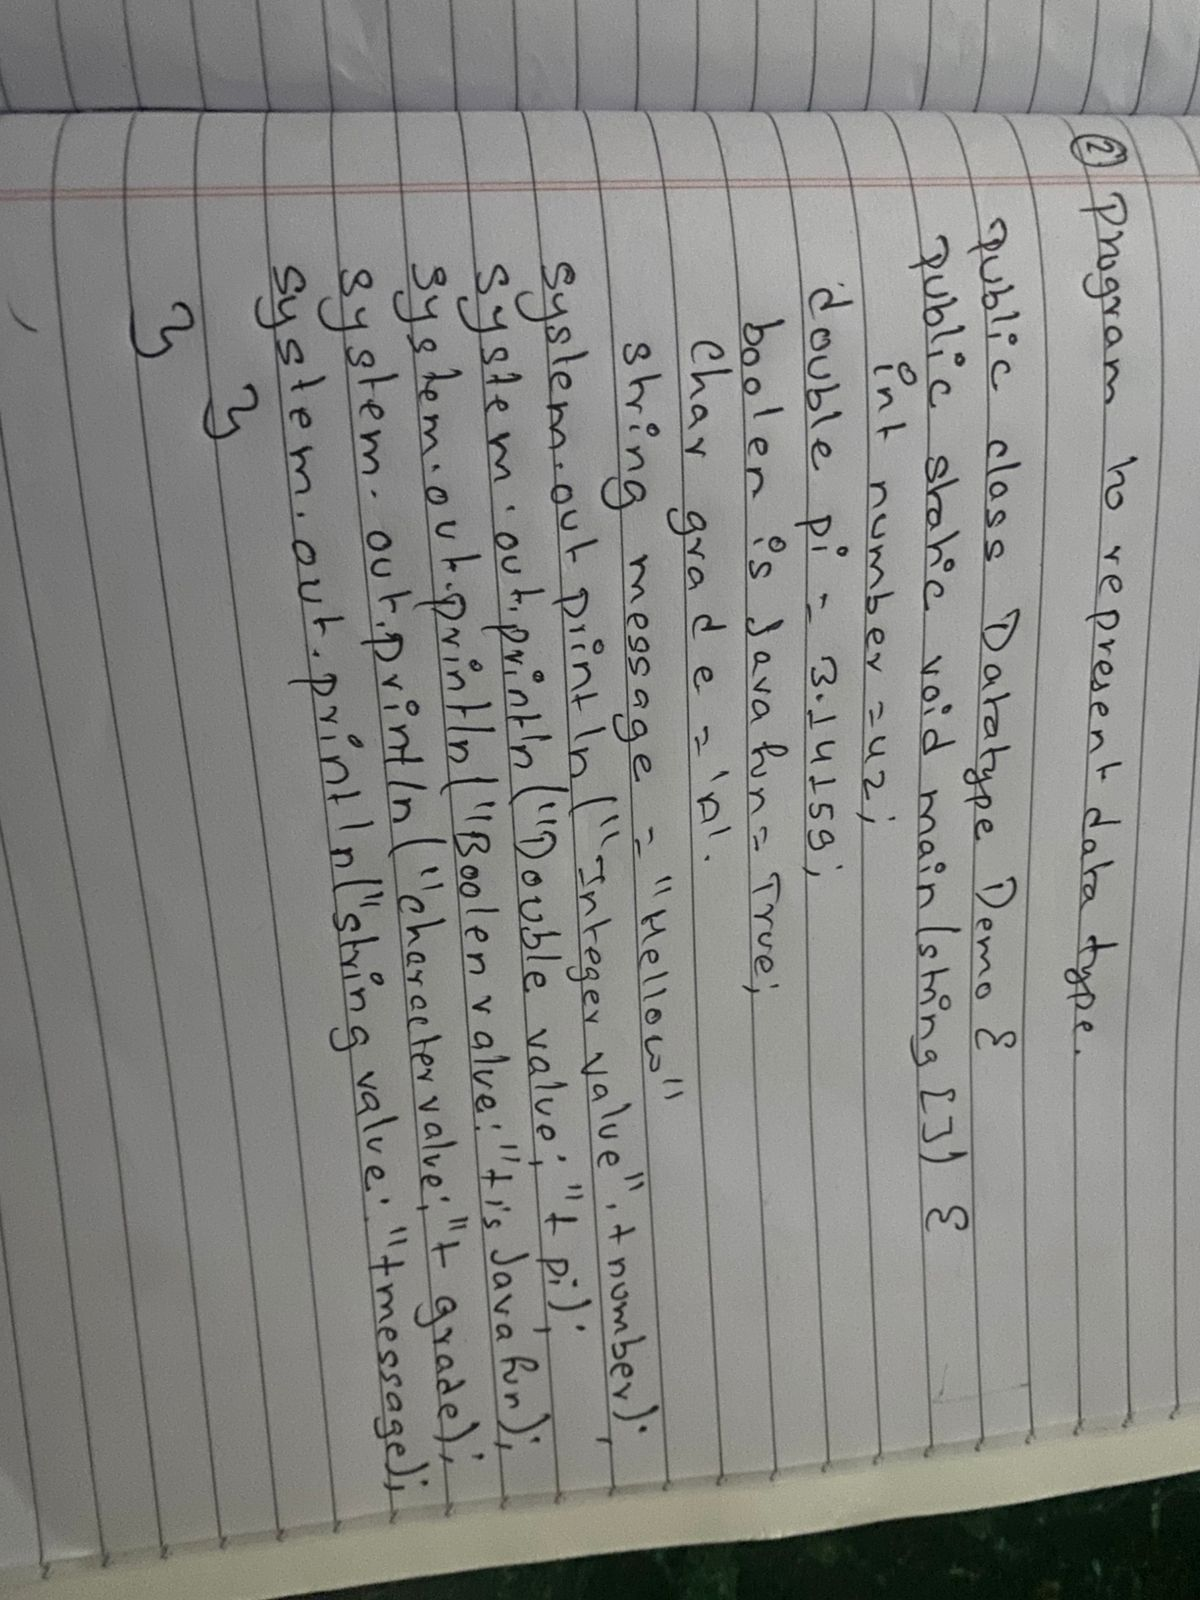 ② Program to represent data type.
public class Datatype Demo {
public static void main (string []) {
int number = 42;
double pi = 3.14159;
boolen is Java fun = True;
char grade = 'A'.
string message = "Hellow"
System.out println ("Integer value", + number);
System.out.println ("Double value: "+ pi);
System.out.println ("Boolen value: "+ is Java fun);
System.out.println ("character value: "+ grade);
System.out.println ("string value: "+message);
}
}